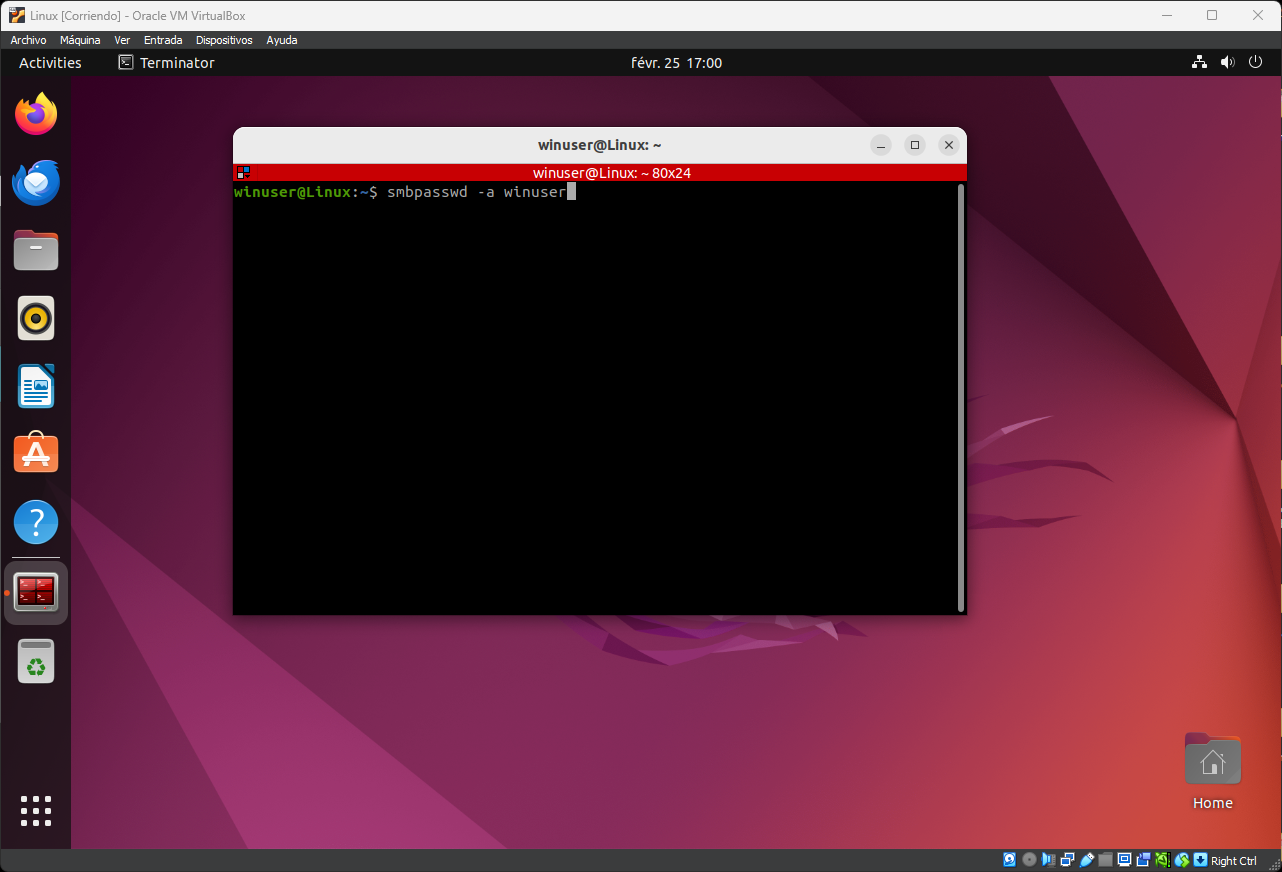 Linux [Corriendo] - Oracle VM VirtualBox
Archivo Máquina Ver Entrada Dispositivos Ayuda
Activities Terminator févr. 25 17:00
winuser@Linux: ~
winuser@Linux: ~ 80x24
winuser@Linux:~$ smbpasswd -a winuser
Home
Right Ctrl